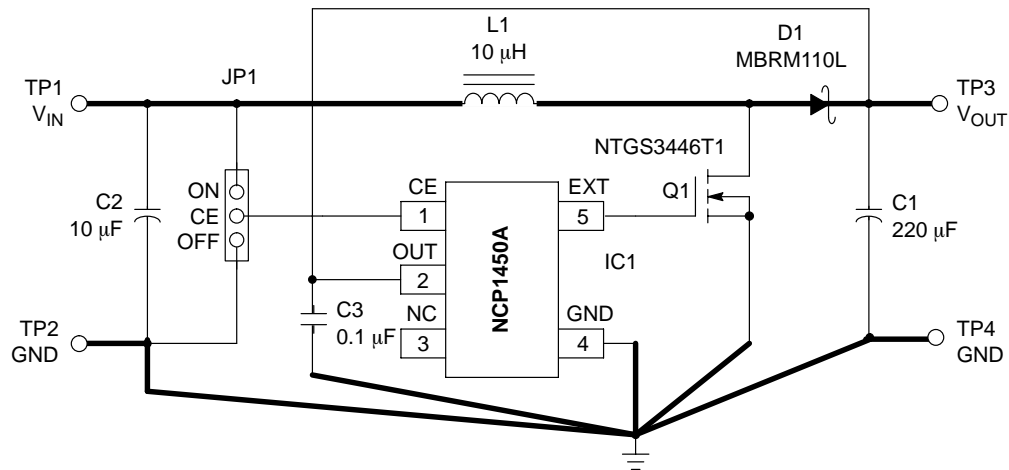 L1
10 μH
D1
MBRM110L
TP1
V_IN
JP1
TP3
V_OUT
NTGS3446T1
C2
10 μF
ON
CE
OFF
CE
1
EXT
5
Q1
C1
220 μF
OUT
2
NCP1450A
IC1
TP2
GND
C3
0.1 μF
NC
3
GND
4
TP4
GND